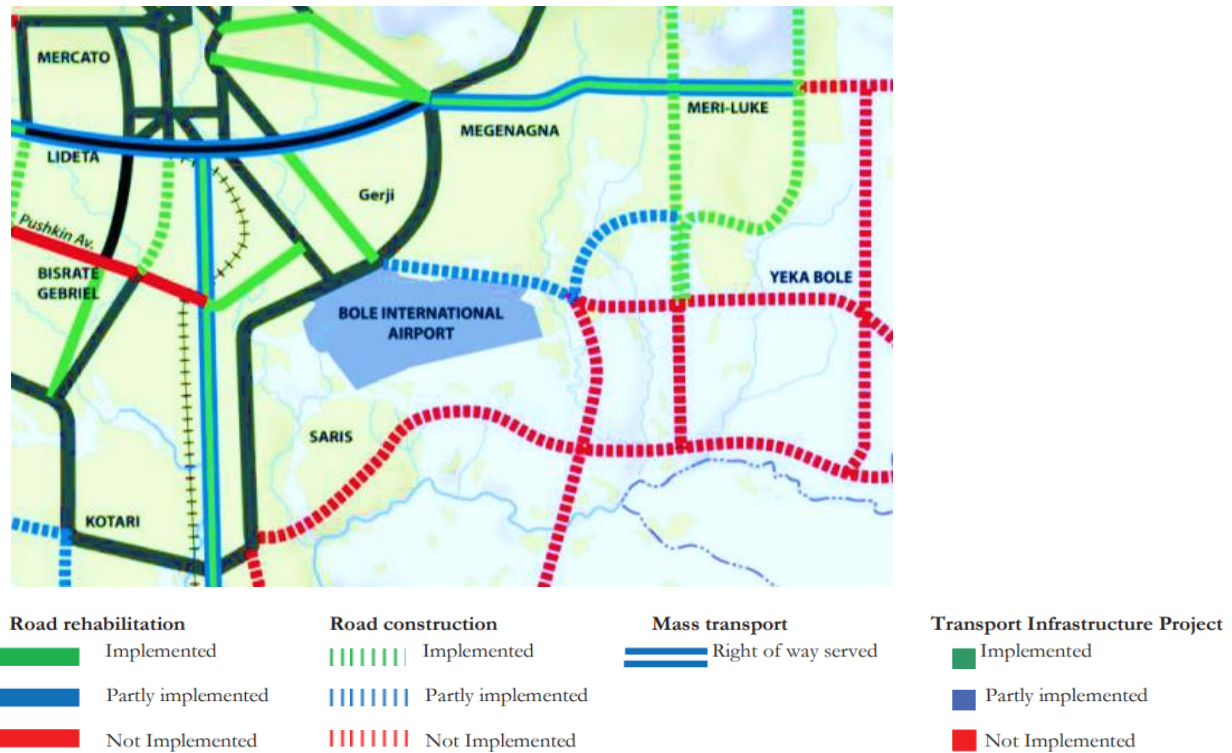 MERCATO
MERI-LUKE
MEGENAGNA
LIDETA
Gerji
Pushkin Av.
BISRATE
GEBRIEL
YEKA BOLE
BOLE INTERNATIONAL
AIRPORT
SARIS
KOTARI
Road rehabilitation
Implemented
Partly implemented
Not Implemented
Road construction
Implemented
Partly implemented
Not Implemented
Mass transport
Right of way served
Transport Infrastructure Project
Implemented
Partly implemented
Not Implemented